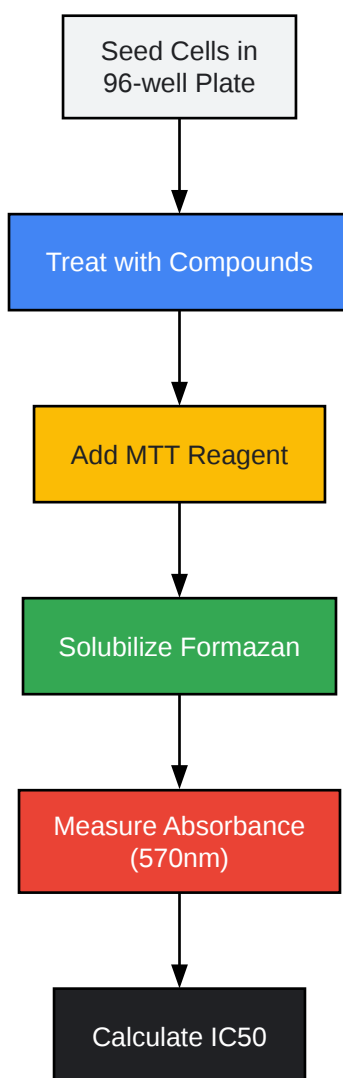 Seed Cells in
96-well Plate
Treat with Compounds
Add MTT Reagent
Solubilize Formazan
Measure Absorbance
(570nm)
Calculate IC50